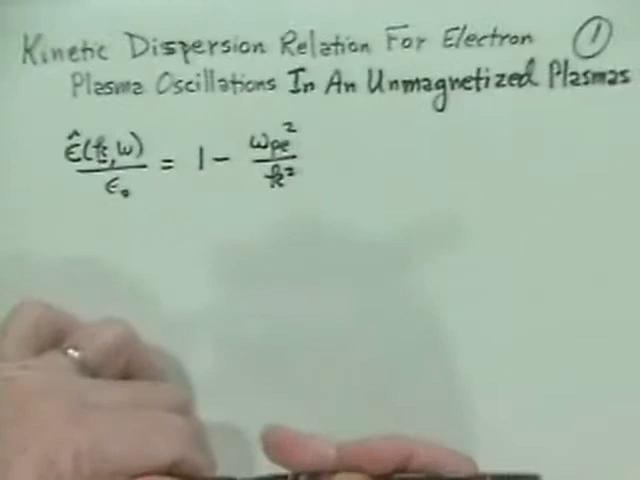 Kinetic Dispersion Relation For Electron ①
Plasma Oscillations In An Unmagnetized Plasmas
ε̂(k,ω)/ε₀ = 1 - ωpe²/k²